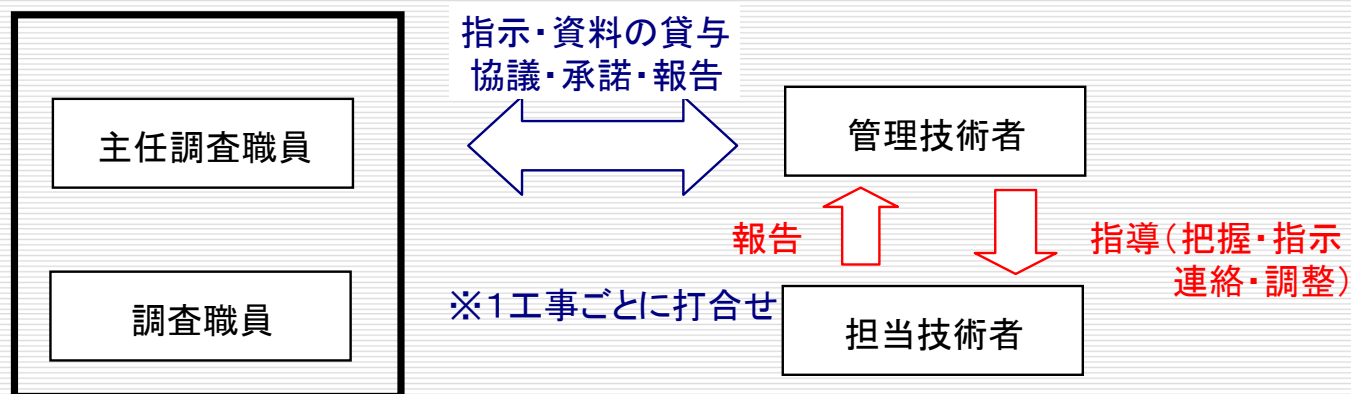 指示・資料の貸与
協議・承諾・報告
主任調査職員
管理技術者
報告
指導(把握・指示
連絡・調整)
※1工事ごとに打合せ
調査職員
担当技術者